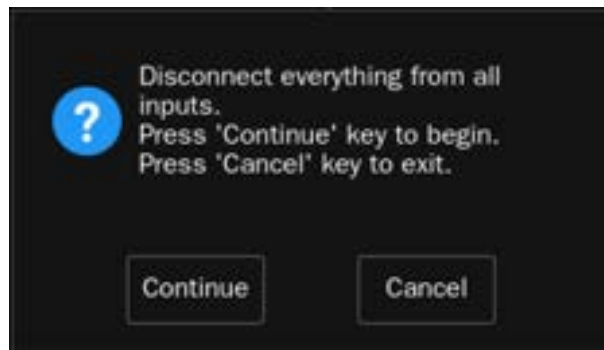 Disconnect everything from all
inputs.
Press 'Continue' key to begin.
Press 'Cancel' key to exit.
Continue
Cancel